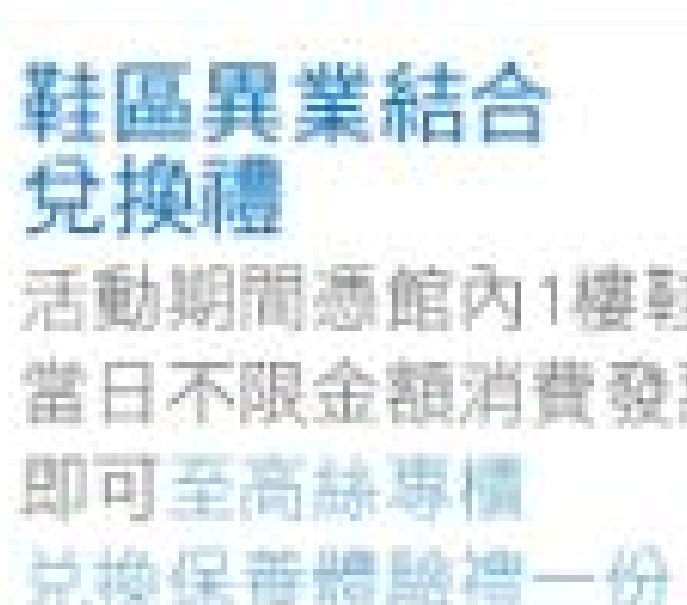 鞋區異業結合
兌換禮
活動期間憑館內1樓鞋
當日不限金額消費發票
即可至高絲專櫃
兌換保養體驗禮一份